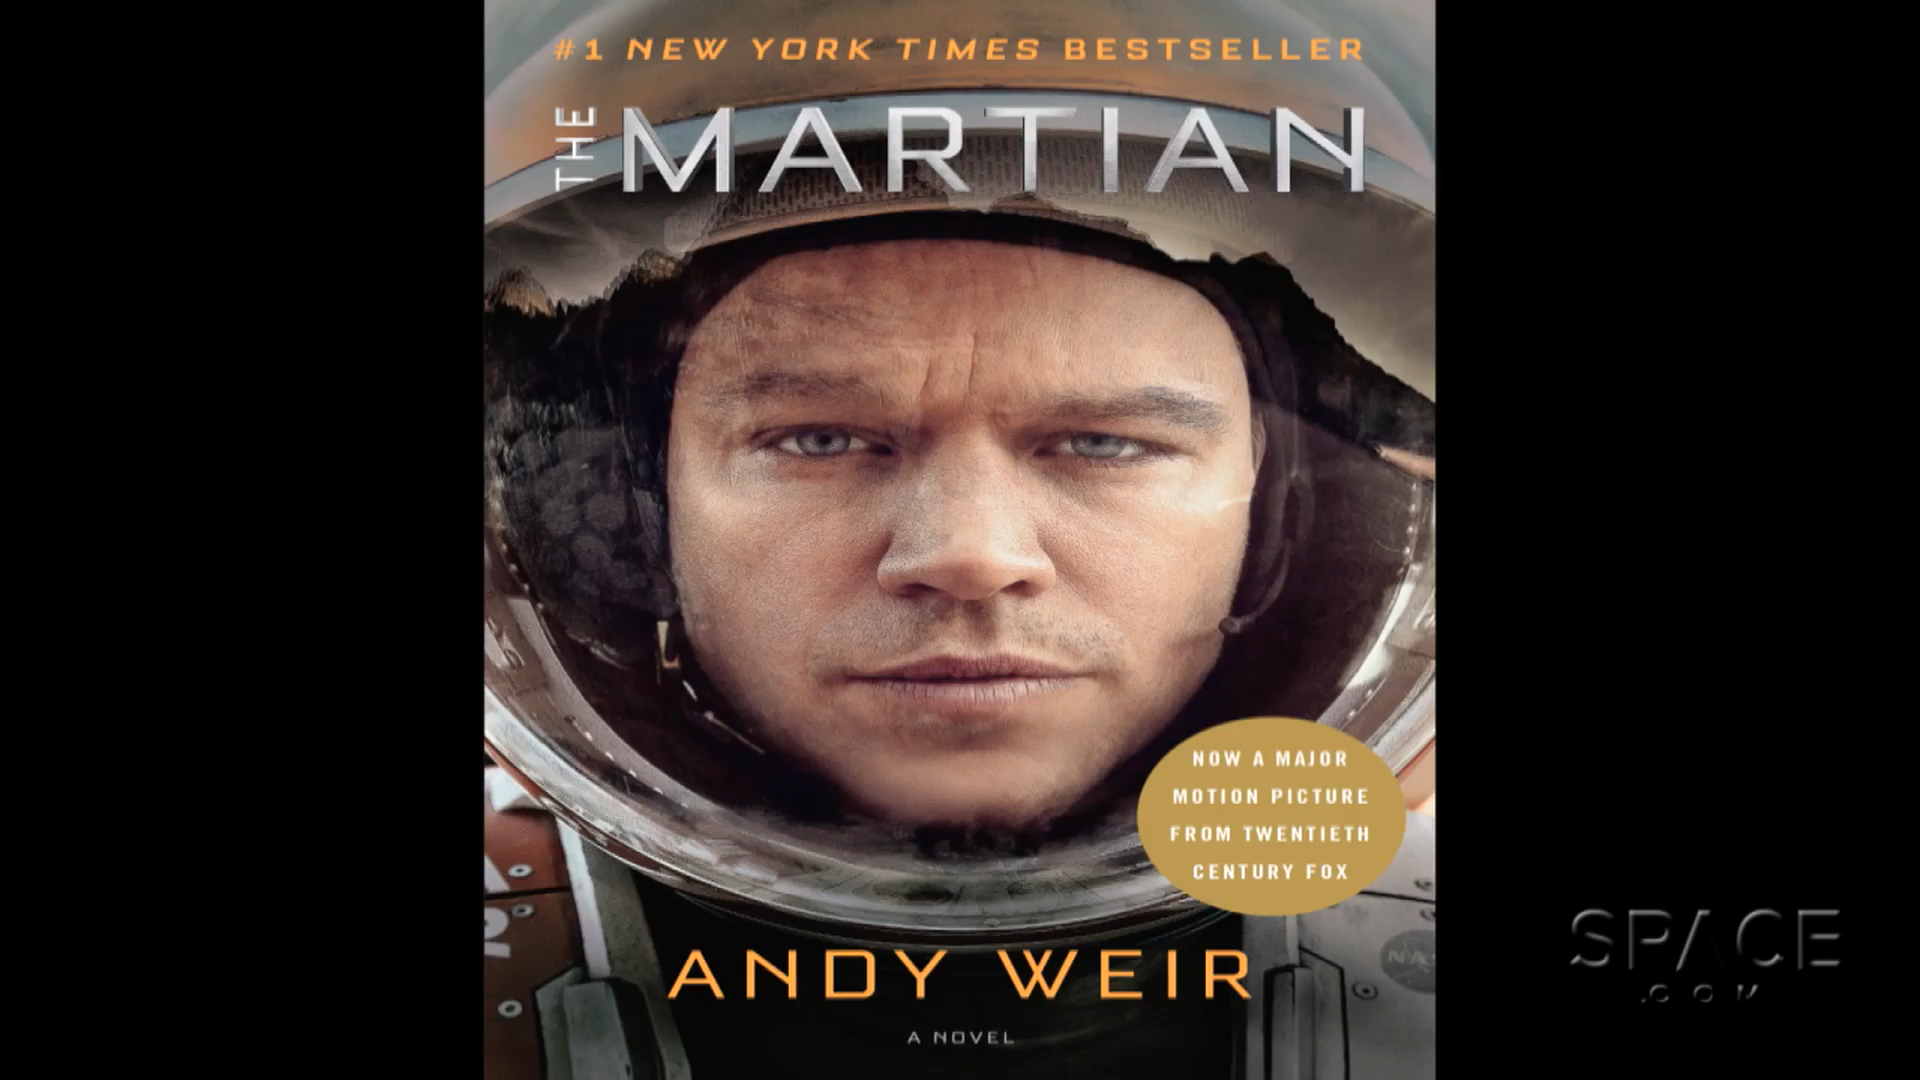 #1 NEW YORK TIMES BESTSELLER
THE MARTIAN
NOW A MAJOR
MOTION PICTURE
FROM TWENTIETH
CENTURY FOX
NASA
ANDY WEIR
A NOVEL
SPACE
.COM